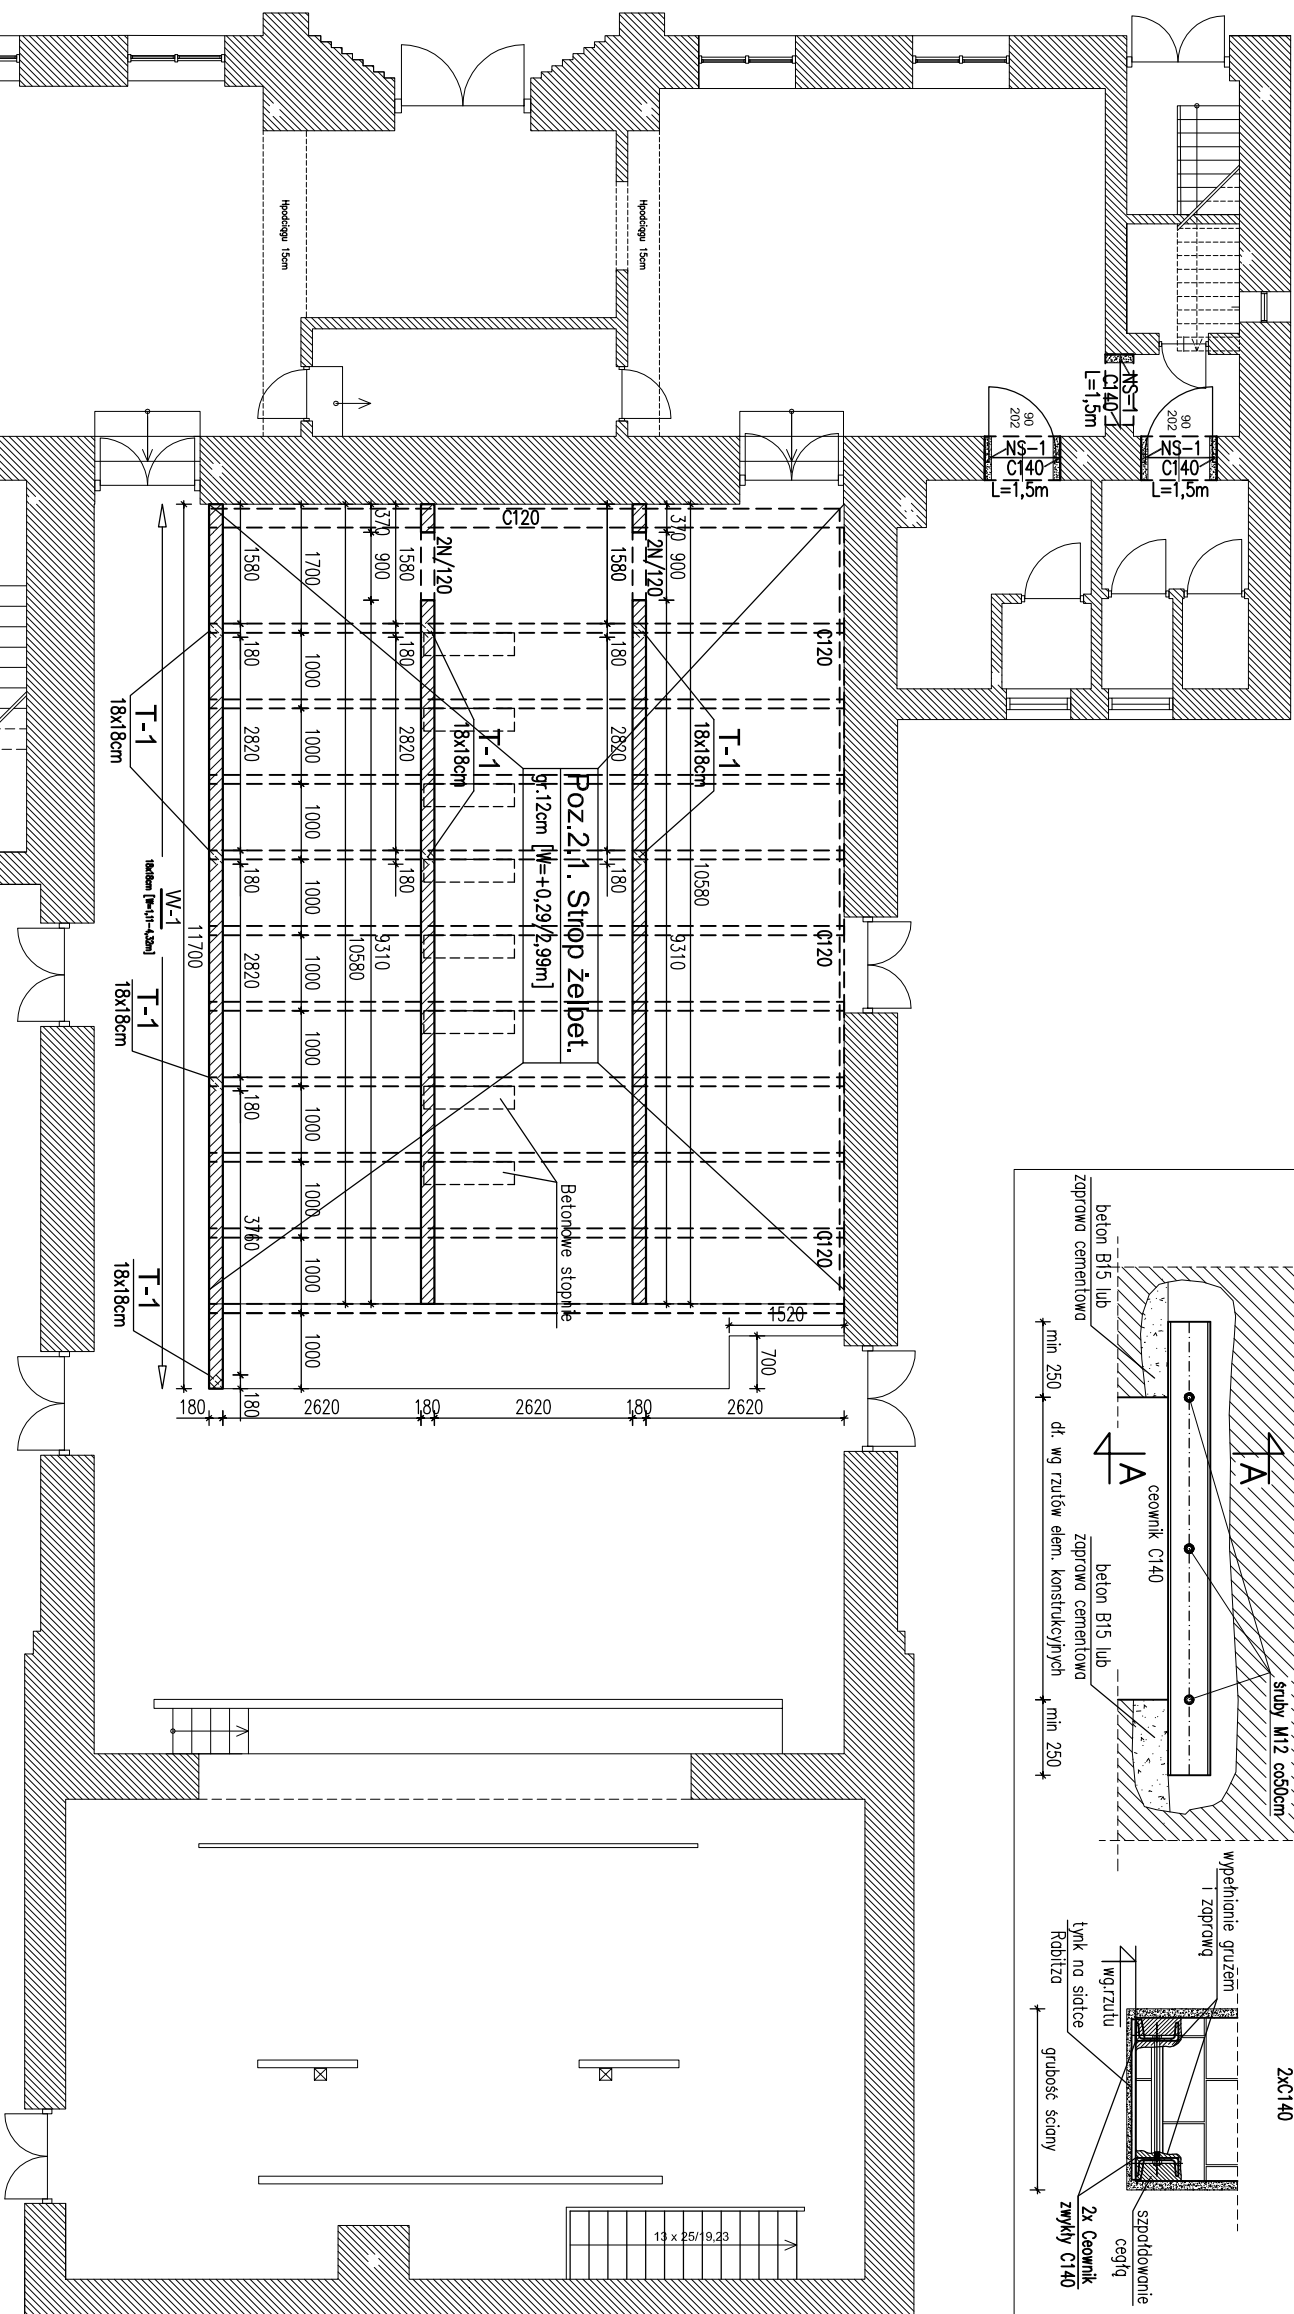 Hpodciągu 15cm
Hpodciągu 15cm
NS-1
C140
L=1,5m
90
202
NS-1
C140
L=1,5m
NS-1
C140
L=1,5m
C120
370
900
1580
2N/120
370
900
1580
2N/120
1580
1700
C120
180
180
180
1000
T-1
18x18cm
T-1
18x18cm
T-1
18x18cm
2820
2820
2820
1000
1000
1000
1000
1000
1000
1000
1000
1000
180
180
180
10580
9310
C120
9310
10580
11700
W-1
2820
T-1
18x18cm
180
Poz.2.1. Strop żelbet.
gr.12cm [W=+0,29/2,99m]
Betonowe stopnie
C120
3760
T-1
18x18cm
180
1520
700
180
2620
180
2620
180
2620
beton B15 lub
zaprawa cementowa
min 250
dł. wg rzutów elem. konstrukcyjnych
min 250
A
A
ceownik C140
beton B15 lub
zaprawa cementowa
śruby M12 co50cm
2xC140
wypełnianie gruzem
i zaprawą
wg.rzutu
tynk na siatce
Rabitza
grubość ściany
szpałdowanie
cegłą
2x Ceownik
zwykły C140
13 x 25/19,23